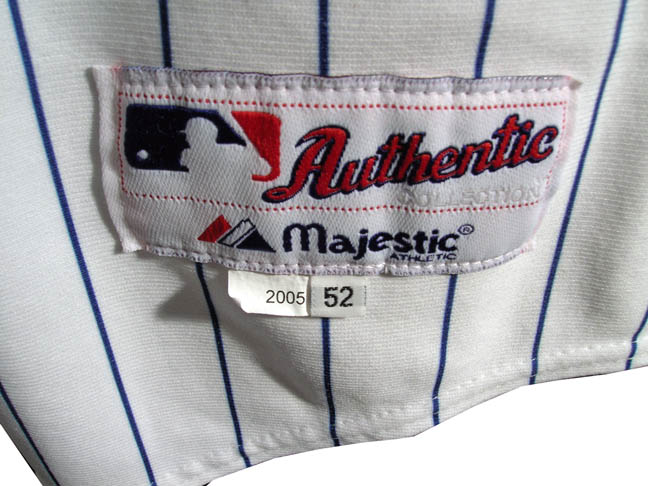 Authentic
COLLECTION
Majestic®
ATHLETIC
2005 52